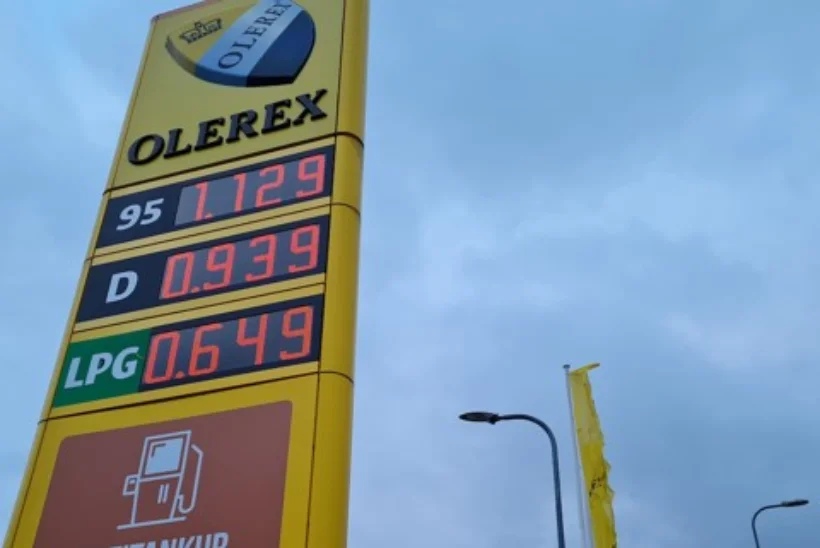 OLEREX
OLEREX
95 1.129
D 0.939
LPG 0.649